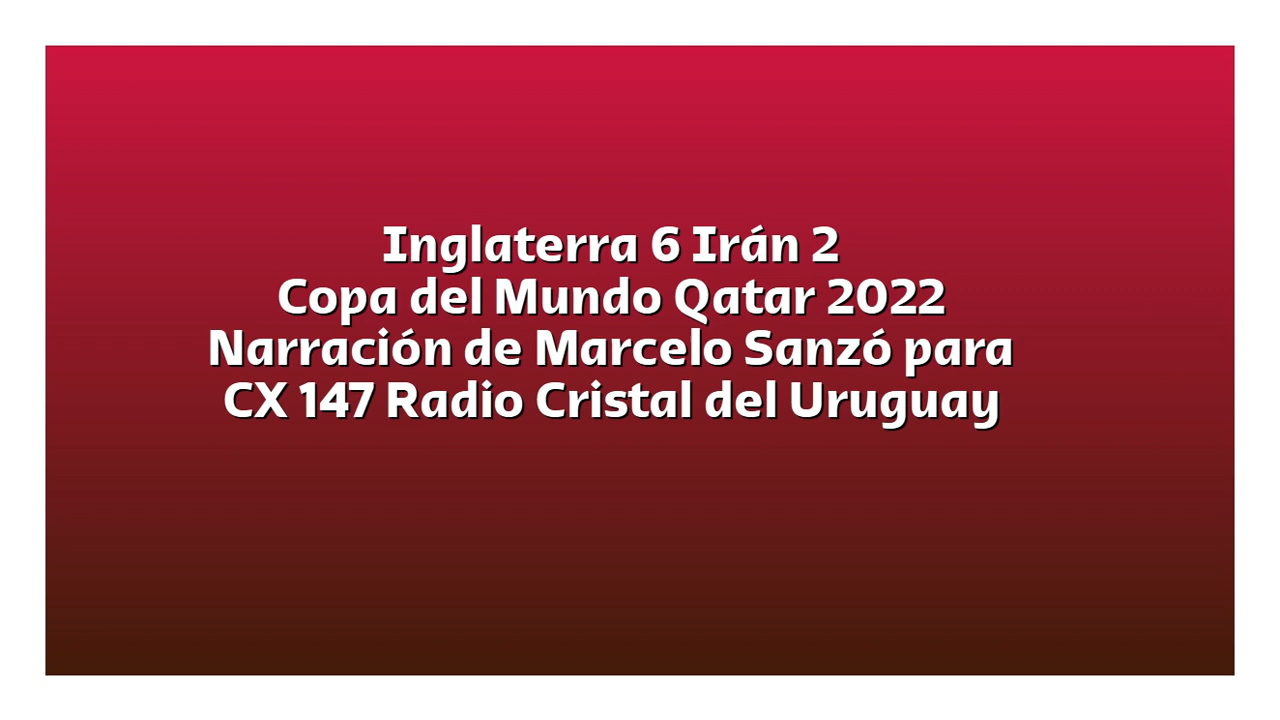 Inglaterra 6 Irán 2
Copa del Mundo Qatar 2022
Narración de Marcelo Sanzó para
CX 147 Radio Cristal del Uruguay